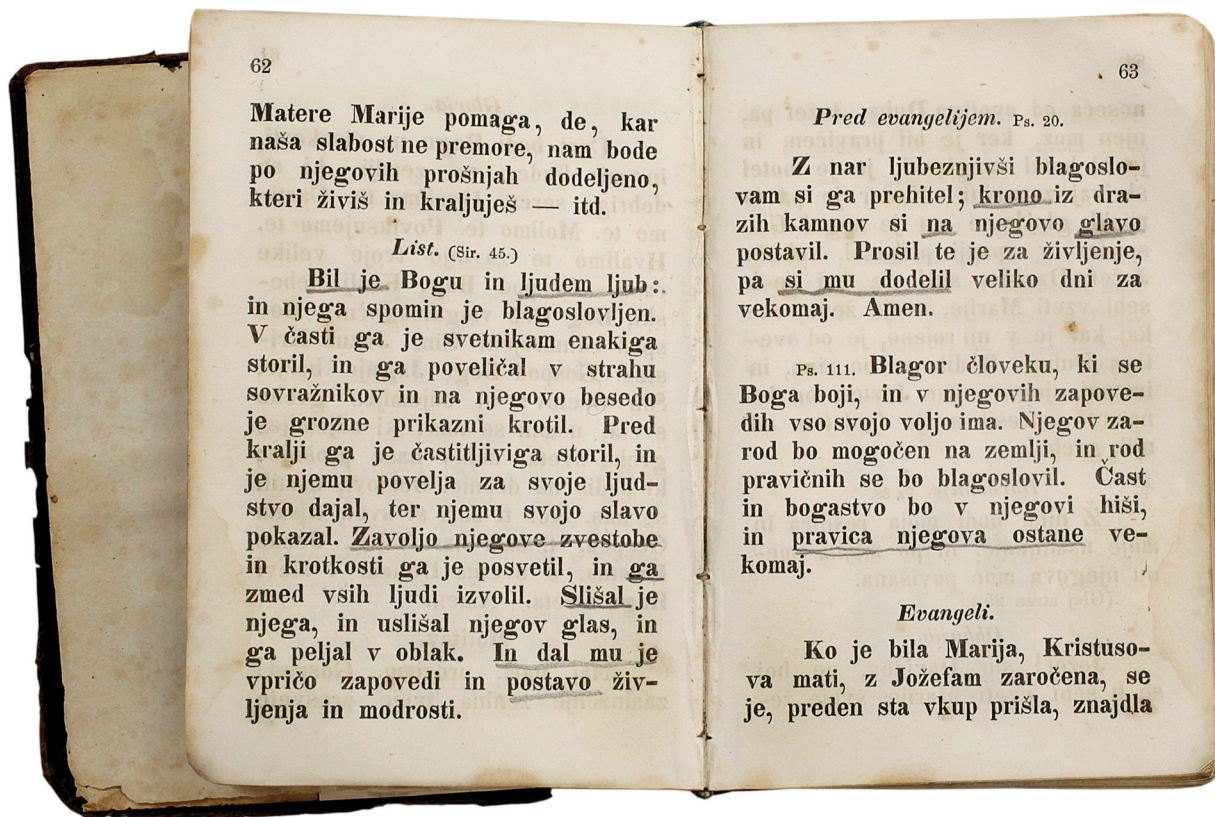 62
Matere Marije pomaga, de, kar
naša slabost ne premore, nam bode
po njegovih prošnjah dodeljeno,
kteri živiš in kraljuješ — itd.
List. (Sir. 45.)
Bil je Bogu in ljudem ljub:
in njega spomin je blagoslovljen.
V časti ga je svetnikam enakiga
storil, in ga poveličal v strahu
sovražnikov in na njegovo besedo
je grozne prikazni krotil. Pred
kralji ga je častitljiviga storil, in
je njemu povelja za svoje ljud-
stvo dajal, ter njemu svojo slavo
pokazal. Zavoljo njegove zvestobe
in krotkosti ga je posvetil, in ga
zmed vsih ljudi izvolil. Slišal je
njega, in uslišal njegov glas, in
ga peljal v oblak. In dal mu je
vpričo zapovedi in postavo živ-
ljenja in modrosti.
63
Pred evangelijem. Ps. 20.
Z nar ljubeznjivši blagoslo-
vam si ga prehitel; krono iz dra-
zih kamnov si na njegovo glavo
postavil. Prosil te je za življenje,
pa si mu dodelil veliko dni za
vekomaj. Amen.
Ps. 111. Blagor človeku, ki se
Boga boji, in v njegovih zapove-
dih vso svojo voljo ima. Njegov za-
rod bo mogočen na zemlji, in rod
pravičnih se bo blagoslovil. Čast
in bogastvo bo v njegovi hiši,
in pravica njegova ostane ve-
komaj.
Evangeli.
Ko je bila Marija, Kristuso-
va mati, z Jožefam zaročena, se
je, preden sta vkup prišla, znajdla